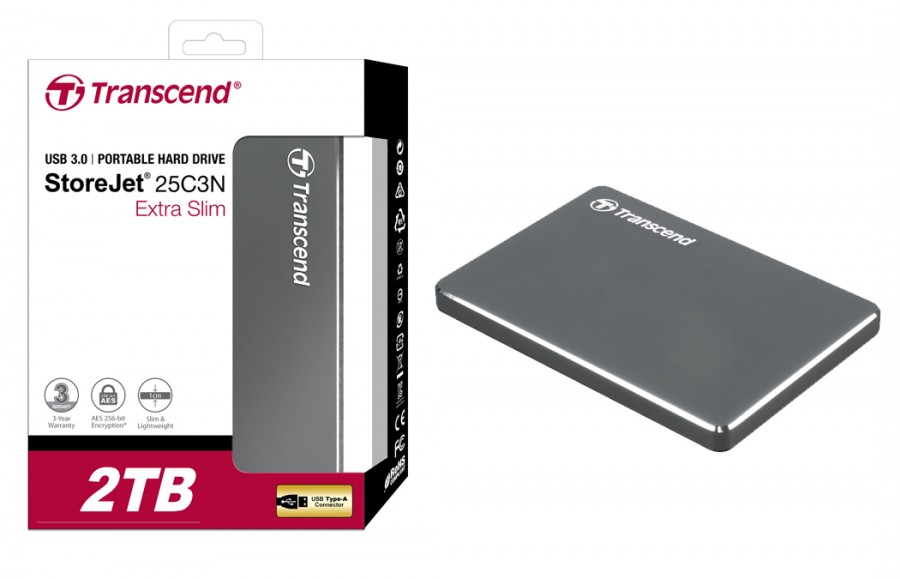 Transcend®
USB 3.0 | PORTABLE HARD DRIVE
StoreJet® 25C3N
Extra Slim
Transcend
3
3-Year
Warranty
AES
AES 256-bit
Encryption*
1cm
Slim &
Lightweight
2TB
USB Type-A
Connector
RoHS
Transcend